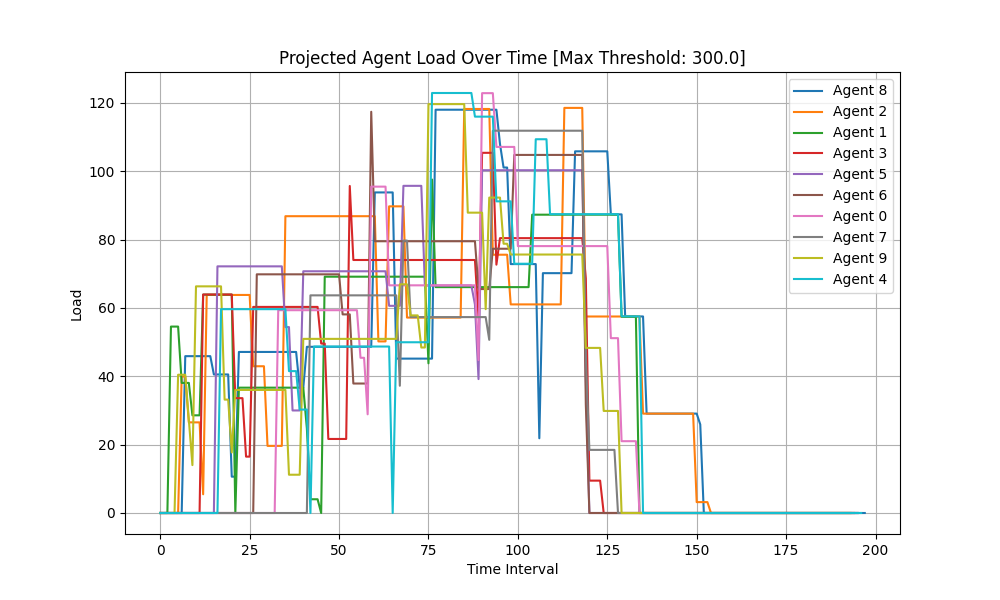 Projected Agent Load Over Time [Max Threshold: 300.0]
Load
120
100
80
60
40
20
0
0 25 50 75 100 125 150 175 200
Time Interval
Agent 8
Agent 2
Agent 1
Agent 3
Agent 5
Agent 6
Agent 0
Agent 7
Agent 9
Agent 4